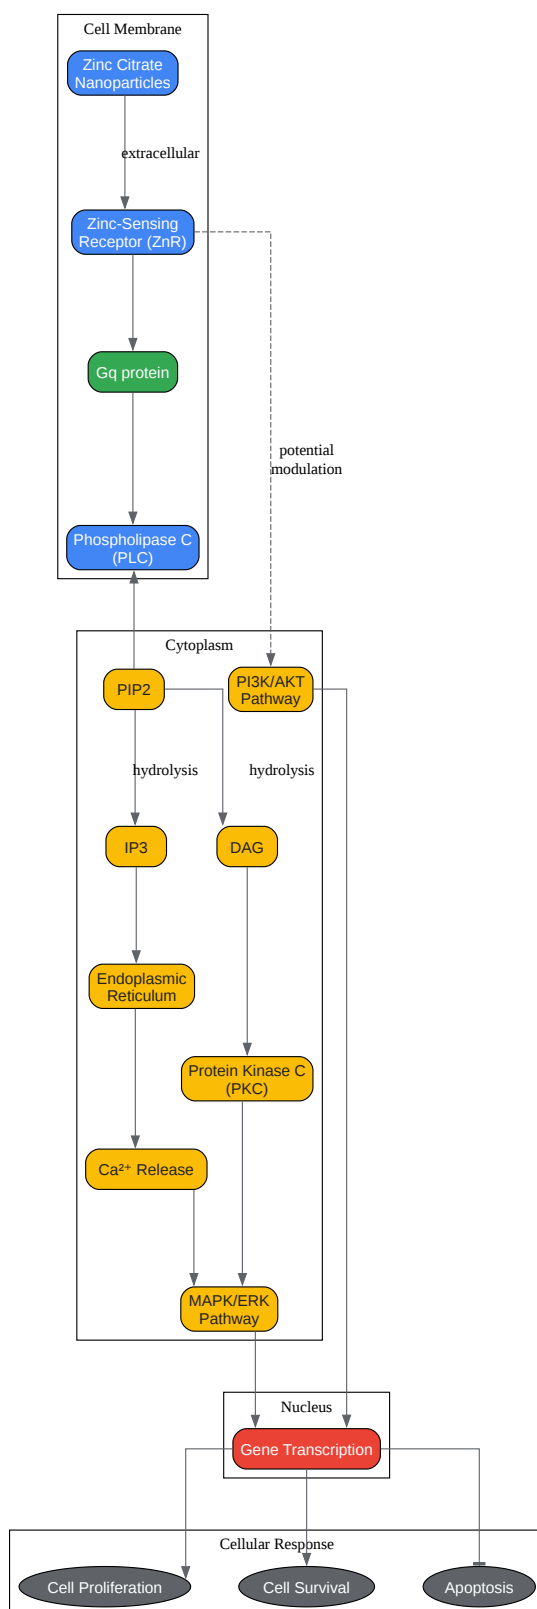 Cell Membrane
Zinc Citrate
Nanoparticles
extracellular
Zinc-Sensing
Receptor (ZnR)
Gq protein
potential
modulation
Phospholipase C
(PLC)
Cytoplasm
PIP2
PI3K/AKT
Pathway
hydrolysis
hydrolysis
IP3
DAG
Endoplasmic
Reticulum
Protein Kinase C
(PKC)
Ca²⁺ Release
MAPK/ERK
Pathway
Nucleus
Gene Transcription
Cellular Response
Cell Proliferation
Cell Survival
Apoptosis